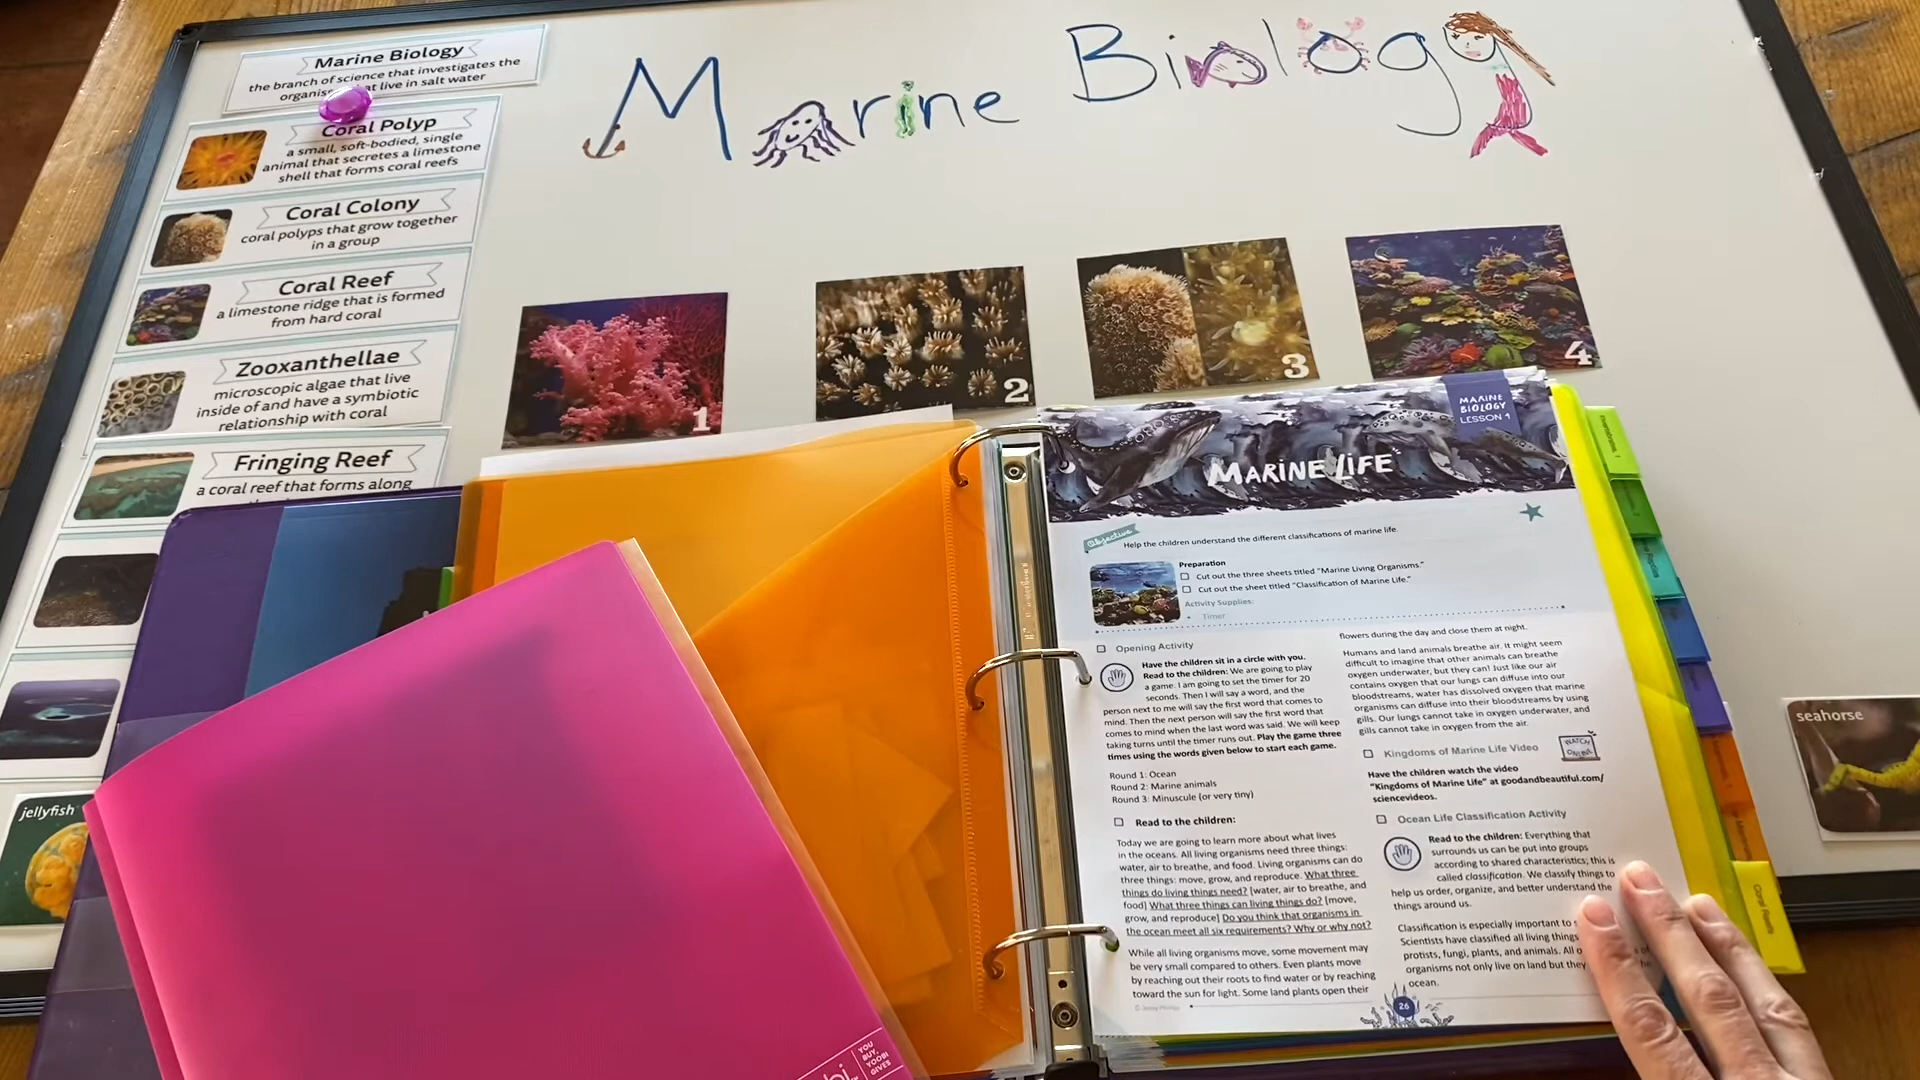 Marine Biology
Marine Biology
the branch of science that investigates the
live in salt water
Coral Polyp
a small, soft-bodied, single
animal that secretes a limestone
shell that forms coral reefs
Coral Colony
coral polyps that grow together
in a group
Coral Reef
a limestone ridge that is formed
from hard coral
Zooxanthellae
microscopic algae that live
inside of and have a symbiotic
relationship with coral
Fringing Reef
a coral reef that forms along
1
2
3
4
jellyfish
seahorse
YOU
BUY,
YOOBI
GIVES
MARINE
BIOLOGY
LESSON 1
MARINE LIFE
Objective
Help the children understand the different classifications of marine life.
Preparation
Cut out the three sheets titled "Marine Living Organisms."
Cut out the sheet titled "Classification of Marine Life."
Activity Supplies:
Timer
Opening Activity
Have the children sit in a circle with you.
Read to the children: We are going to play
a game. I am going to set the timer for 20
seconds. Then I will say a word, and the
person next to me will say the first word that comes to
mind. Then the next person will say the first word that
comes to mind when the last word was said. We will keep
taking turns until the timer runs out. Play the game three
times using the words given below to start each game.
Round 1: Ocean
Round 2: Marine animals
Round 3: Minuscule (or very tiny)
Read to the children:
Today we are going to learn more about what lives
in the oceans. All living organisms need three things:
water, air to breathe, and food. Living organisms can do
three things: move, grow, and reproduce. What three
things do living things need? [water, air to breathe, and
food] What three things can living things do? [move,
grow, and reproduce] Do you think that organisms in
the ocean meet all six requirements? Why or why not?
While all living organisms move, some movement may
be very small compared to others. Even plants move
by reaching out their roots to find water or by reaching
toward the sun for light. Some land plants open their
flowers during the day and close them at night.
Humans and land animals breathe air. It might seem
difficult to imagine that other animals can breathe
oxygen underwater, but they can! Just like our air
contains oxygen that our lungs can diffuse into our
bloodstreams, water has dissolved oxygen that marine
organisms can diffuse into their bloodstreams by using
gills. Our lungs cannot take in oxygen underwater, and
gills cannot take in oxygen from the air.
Kingdoms of Marine Life Video
WATCH
ONLINE
Have the children watch the video
"Kingdoms of Marine Life" at goodandbeautiful.com/
sciencevideos.
Ocean Life Classification Activity
Read to the children: Everything that
surrounds us can be put into groups
according to shared characteristics; this is
called classification. We classify things to
help us order, organize, and better understand the
things around us.
Classification is especially important to
Scientists have classified all living things
protists, fungi, plants, and animals. All
organisms not only live on land but they
ocean.
26
Coral Reefs